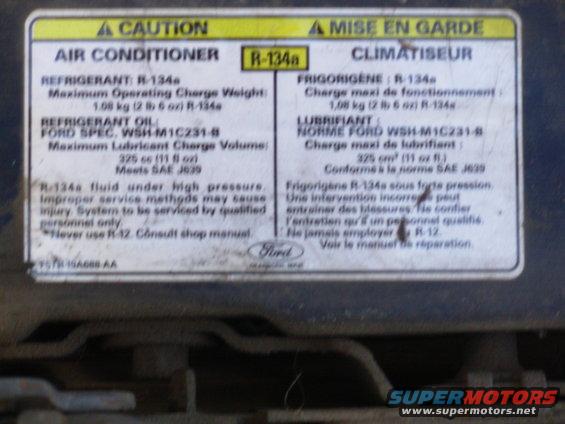 CAUTION
AIR CONDITIONER
REFRIGERANT: R-134a
Maximum Operating Charge Weight:
1.08 kg (2 lb 6 oz) R-134a
REFRIGERANT OIL:
FORD SPEC. WSH-M1C231-B
Maximum Lubricant Charge Volume:
325 cc (11 fl oz)
Meets SAE J639
R-134a fluid under high pressure.
Improper service methods may cause
injury. System to be serviced by qualified
personnel only.
*Never use R-12. Consult shop manual.
R-134a
MISE EN GARDE
CLIMATISEUR
FRIGORIGÈNE : R-134a
Charge maxi de fonctionnement :
1,08 kg (2 lb 6 oz) R-134a
LUBRIFIANT :
NORME FORD WSH-M1C231-B
Charge maxi de lubrifiant :
325 cm³ (11 oz fl.)
Conforme à la norme SAE J639
Frigorigène R-134a sous forte pression.
Une intervention incorrecte peut
entraîner des blessures. Ne confier
l'entretien qu'à un personnel qualifié.
Ne jamais employer R-12.
Voir le manuel de réparation.
Ford
SUPERMOTORS
www.supermotors.net